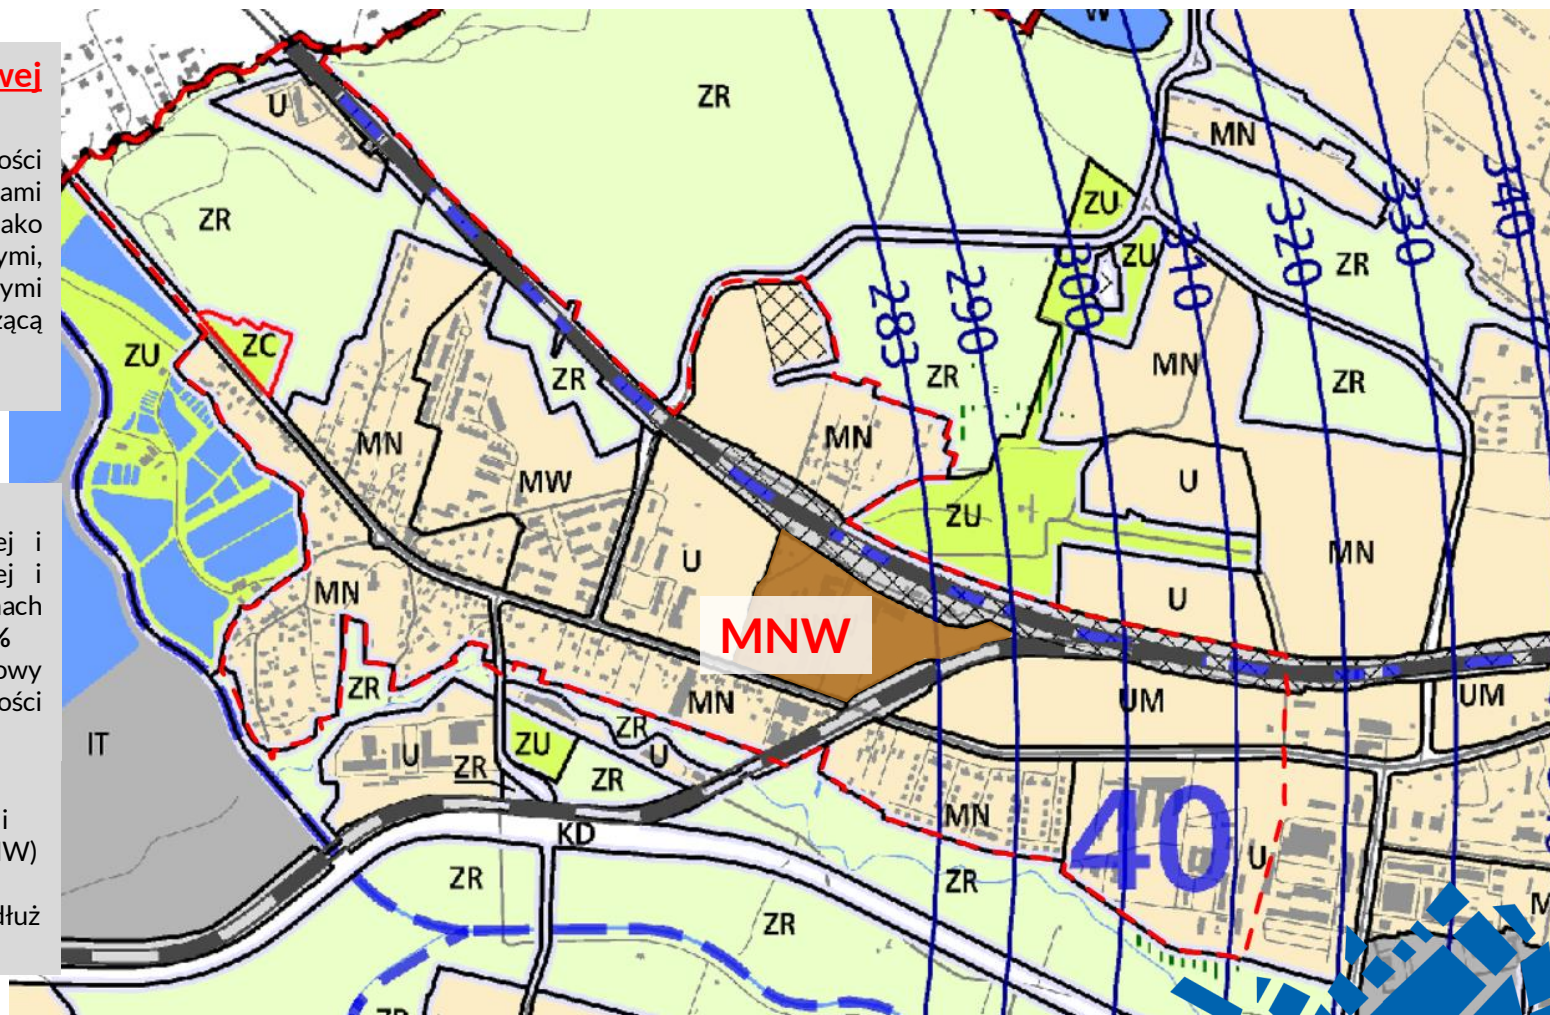 wej
ości
ami
ako
ymi,
ymi
zącą
ej i
ej i
nach
%
owy
ości
i
IW)
dłuż
W
U
ZR
MN
ZR
ZU
ZU
ZR
283
290
300
310
320
330
340
ZU
ZC
ZR
ZR
MN
ZR
MN
MW
MN
U
ZU
MN
U
MN
U
MNW
ZR
MN
UM
UM
IT
U
ZR
ZU
ZR
U
ZR
MN
40
U
KD
ZR
ZR
ZR
M
ZR